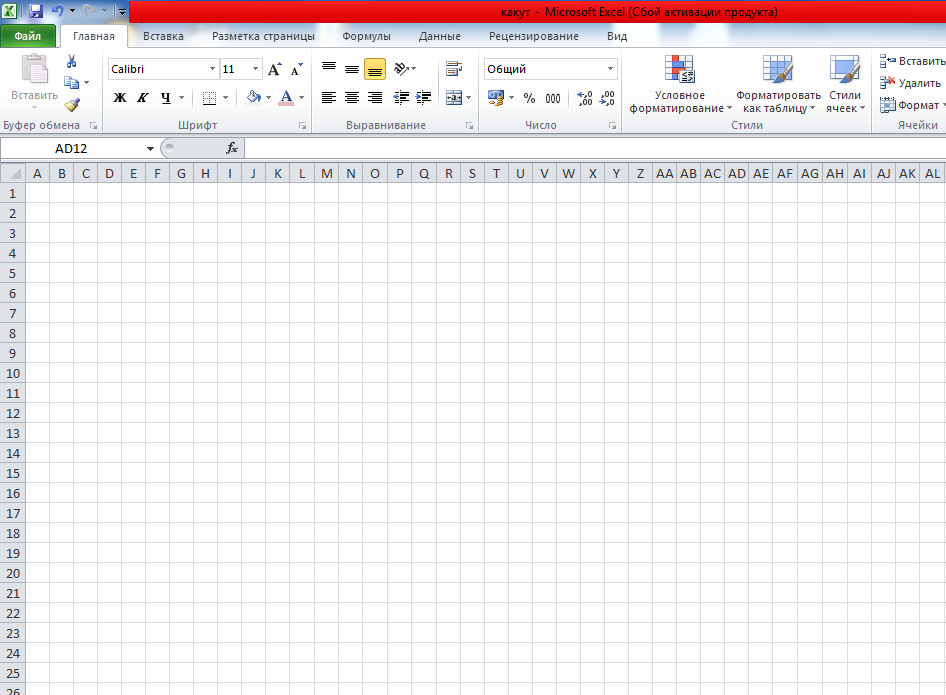 какут - Microsoft Excel (Сбой активации продукта)
Файл Главная Вставка Разметка страницы Формулы Данные Рецензирование Вид
Calibri 11 Общий
Вставить
Ж К Ч % 000
Условное форматирование
Форматировать как таблицу
Стили ячеек
Вставить
Удалить
Формат
Буфер обмена Шрифт Выравнивание Число Стили Ячейки
AD12 fx
A B C D E F G H I J K L M N O P Q R S T U V W X Y Z AA AB AC AD AE AF AG AH AI AJ AK AL
1
2
3
4
5
6
7
8
9
10
11
12
13
14
15
16
17
18
19
20
21
22
23
24
25
26